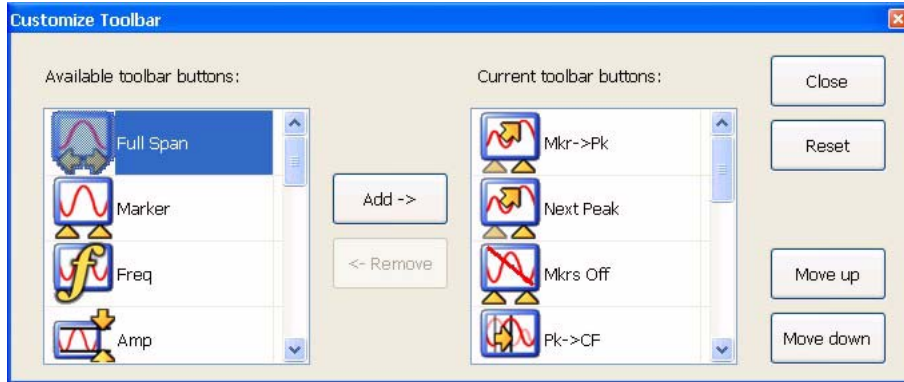 Customize Toolbar
Available toolbar buttons:
Full Span
Marker
Freq
Amp
Add ->
<- Remove
Current toolbar buttons:
Mkr->Pk
Next Peak
Mkrs Off
Pk->CF
Close
Reset
Move up
Move down